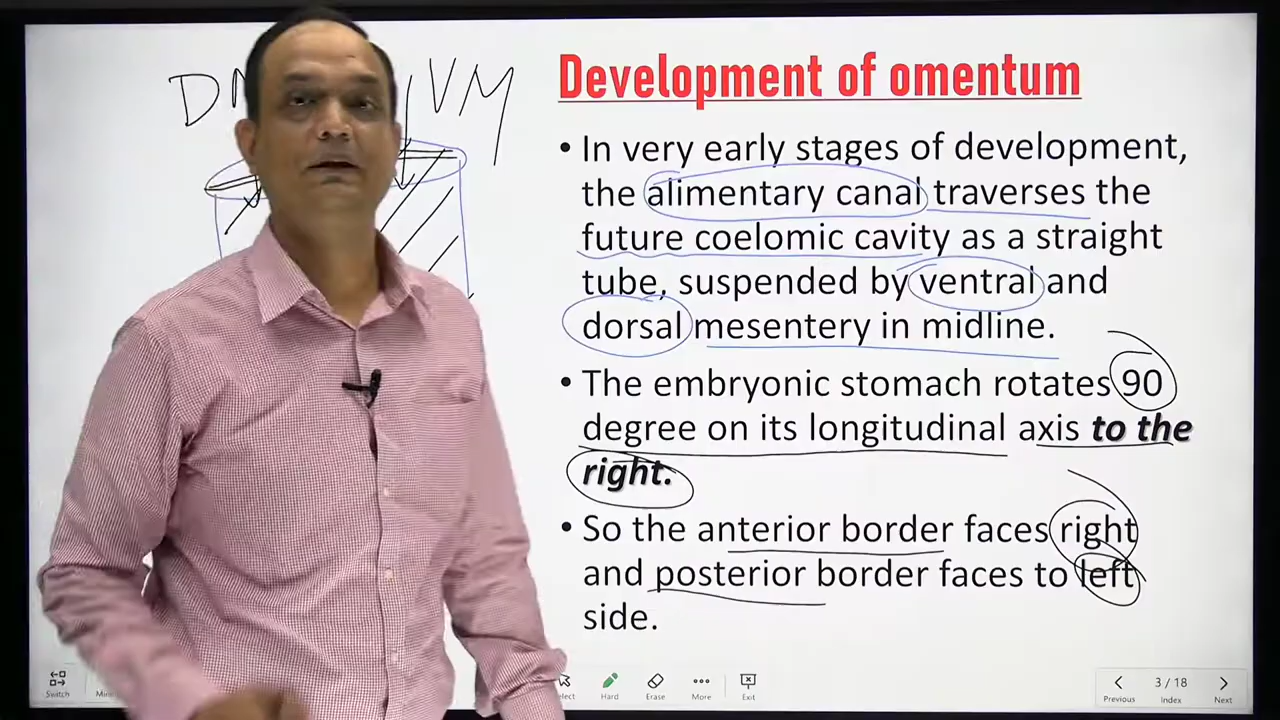 VM
Development of omentum
• In very early stages of development,
the alimentary canal traverses the
future coelomic cavity as a straight
tube, suspended by ventral and
dorsal mesentery in midline.
• The embryonic stomach rotates 90
degree on its longitudinal axis to the
right.
• So the anterior border faces right
and posterior border faces to left
side.
Switch
Hard
Erase
More
Exit
Previous
3 / 18
Index
Next